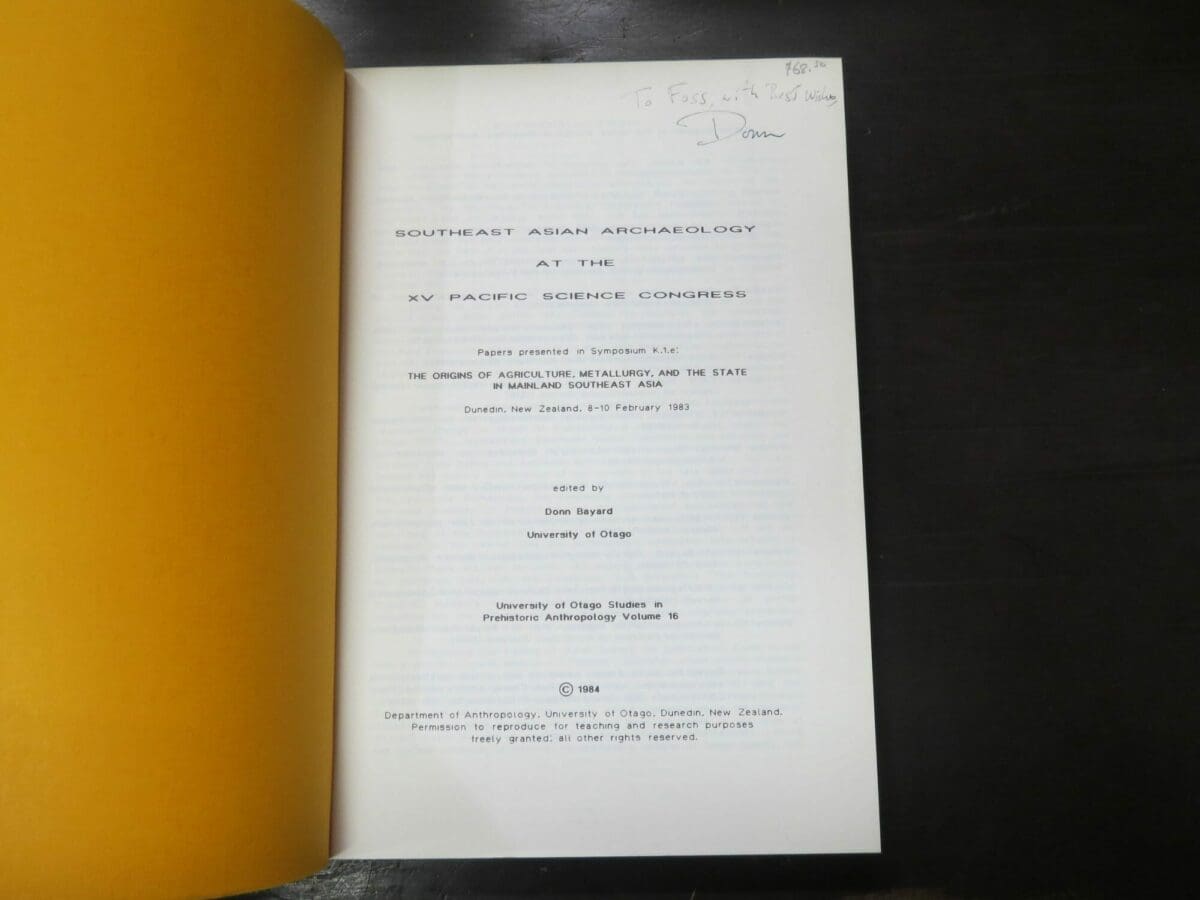 $68.50
To Foss, with Best Wishes,
Donn
SOUTHEAST ASIAN ARCHAEOLOGY
AT THE
XV PACIFIC SCIENCE CONGRESS
Papers presented in Symposium K.1.e:
THE ORIGINS OF AGRICULTURE, METALLURGY, AND THE STATE
IN MAINLAND SOUTHEAST ASIA
Dunedin, New Zealand, 8-10 February 1983
edited by
Donn Bayard
University of Otago
University of Otago Studies in
Prehistoric Anthropology Volume 16
© 1984
Department of Anthropology, University of Otago, Dunedin, New Zealand.
Permission to reproduce for teaching and research purposes
freely granted; all other rights reserved.